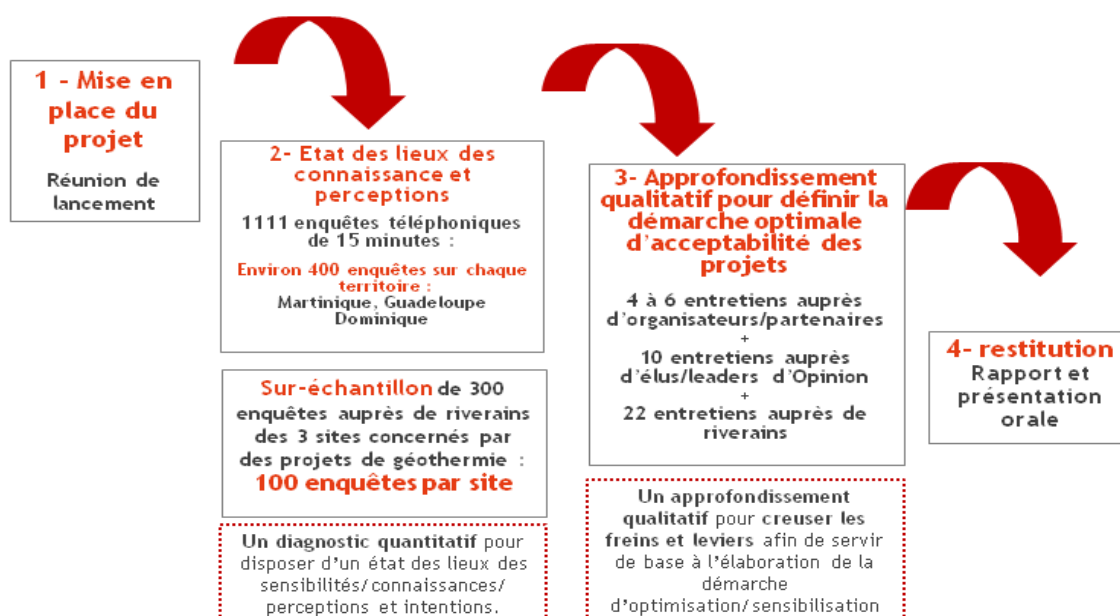 1 - Mise en
place du
projet
Réunion de
lancement
2- Etat des lieux des
connaissance et
perceptions
1111 enquêtes téléphoniques
de 15 minutes :
Environ 400 enquêtes sur chaque
territoire :
Martinique, Guadeloupe
Dominique
Sur-échantillon de 300
enquêtes auprès de riverains
des 3 sites concernés par
des projets de géothermie :
100 enquêtes par site
Un diagnostic quantitatif pour
disposer d'un état des lieux des
sensibilités/connaissances/
perceptions et intentions.
3- Approfondissement
qualitatif pour définir la
démarche optimale
d'acceptabilité des
projets
4 à 6 entretiens auprès
d'organisateurs/partenaires
+
10 entretiens auprès
d'élus/leaders d'Opinion
+
22 entretiens auprès de
riverains
Un approfondissement
qualitatif pour creuser les
freins et leviers afin de servir
de base à l'élaboration de la
démarche
d'optimisation/sensibilisation
4- restitution
Rapport et
présentation
orale